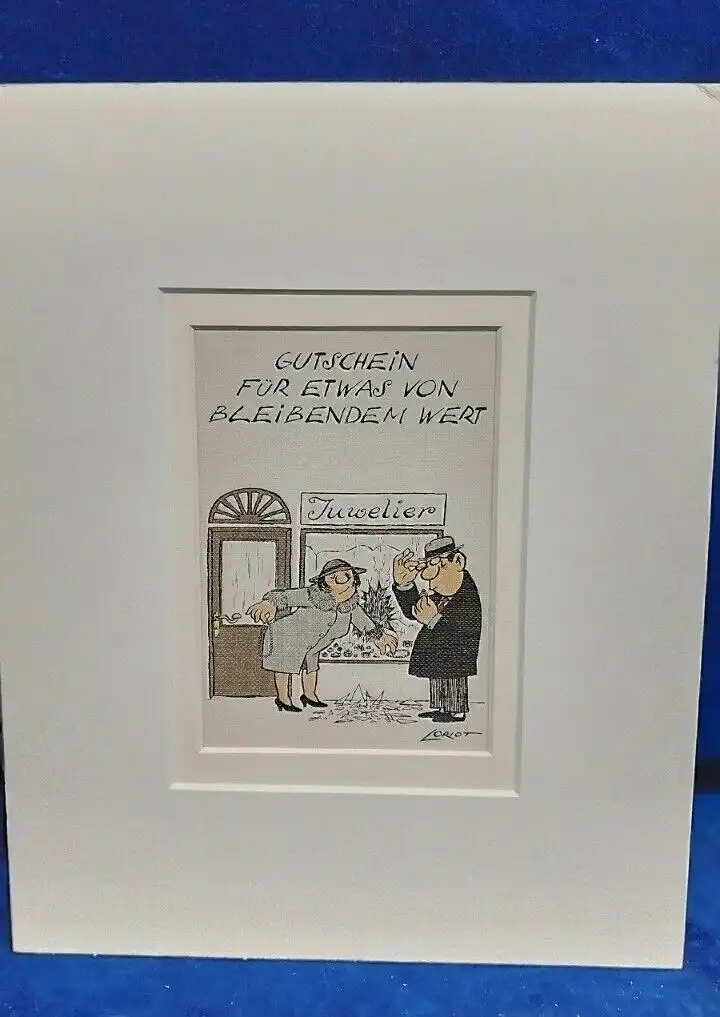 GUTSCHEIN
FÜR ETWAS VON
BLEIBENDEM WERT
Juwelier
LORIOT